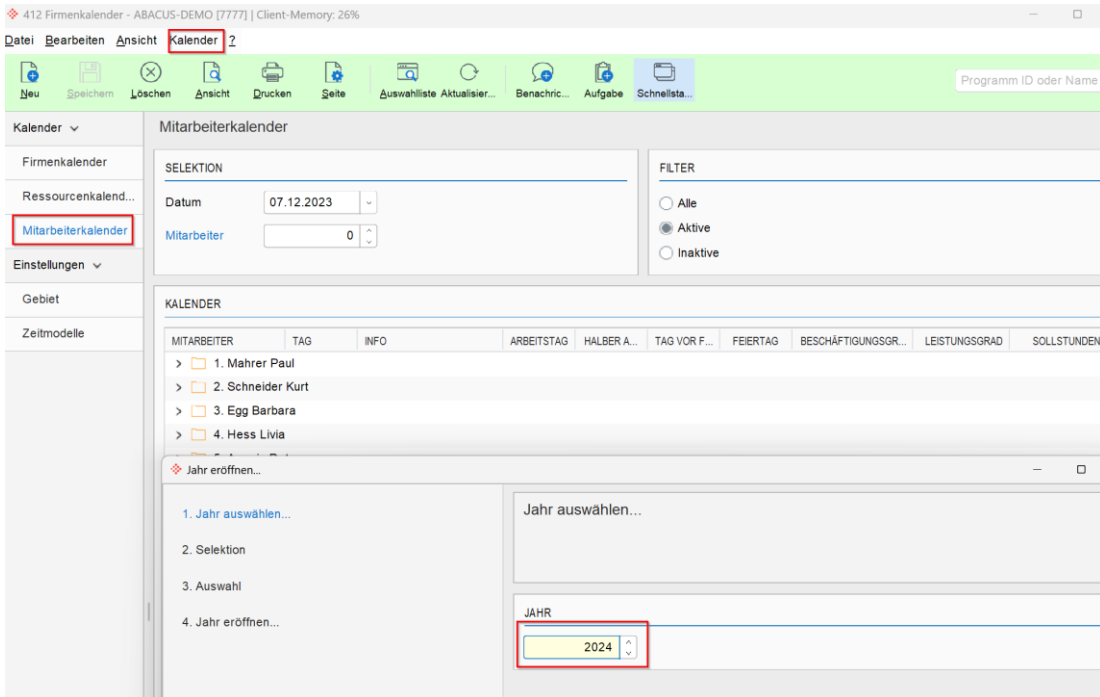 412 Firmenkalender - ABACUS-DEMO [7777] | Client-Memory: 26%
Datei Bearbeiten Ansicht Kalender ?
Neu Speichern Löschen Ansicht Drucken Seite Auswahlliste Aktualisier... Benachric... Aufgabe Schnellsta... Programm ID oder Name
Kalender
Firmenkalender
Ressourcenkalend...
Mitarbeiterkalender
Einstellungen
Gebiet
Zeitmodelle
Mitarbeiterkalender
SELEKTION
Datum 07.12.2023
Mitarbeiter 0
FILTER
Alle
Aktive
Inaktive
KALENDER
MITARBEITER TAG INFO ARBEITSTAG HALBER A... TAG VOR F... FEIERTAG BESCHÄFTIGUNGSGR... LEISTUNGSGRAD SOLLSTUNDEN
1. Mahrer Paul
2. Schneider Kurt
3. Egg Barbara
4. Hess Livia
Jahr eröffnen...
1. Jahr auswählen...
2. Selektion
3. Auswahl
4. Jahr eröffnen...
Jahr auswählen...
JAHR
2024